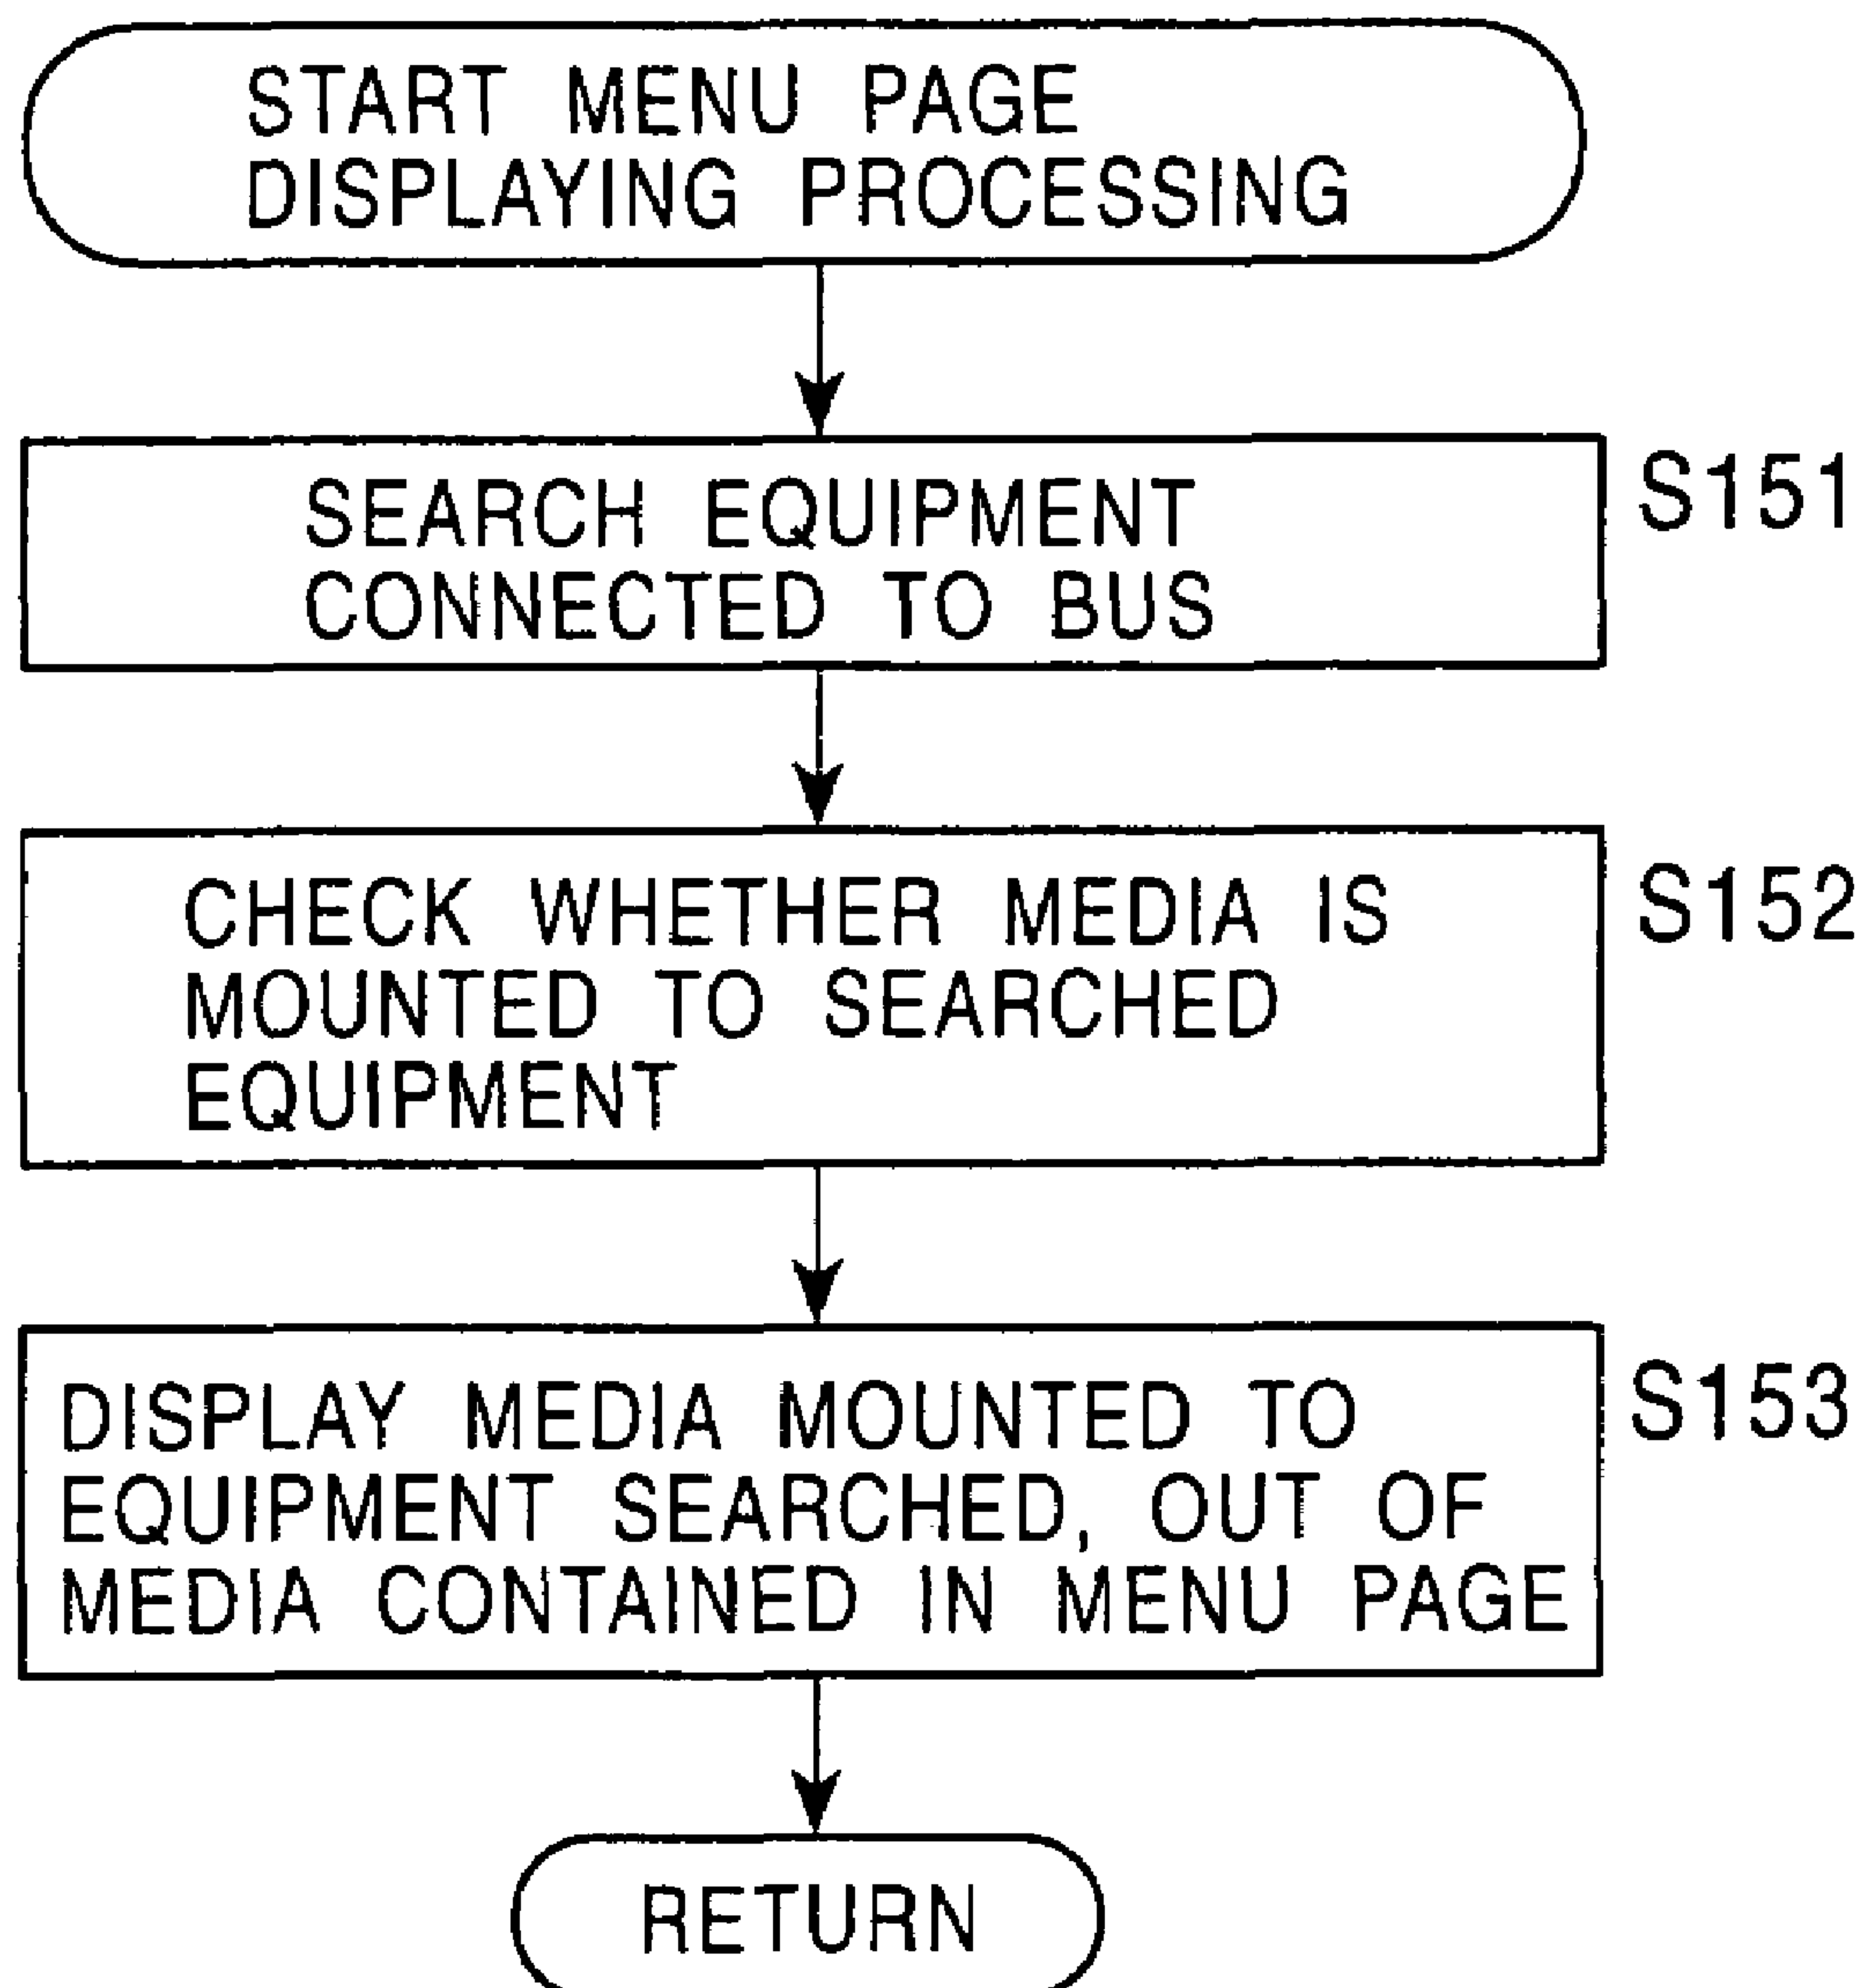 START MENU PAGE
DISPLAYING PROCESSING
SEARCH EQUIPMENT
CONNECTED TO BUS
S151
CHECK WHETHER MEDIA IS
MOUNTED TO SEARCHED
EQUIPMENT
S152
DISPLAY MEDIA MOUNTED TO
EQUIPMENT SEARCHED, OUT OF
MEDIA CONTAINED IN MENU PAGE
S153
RETURN